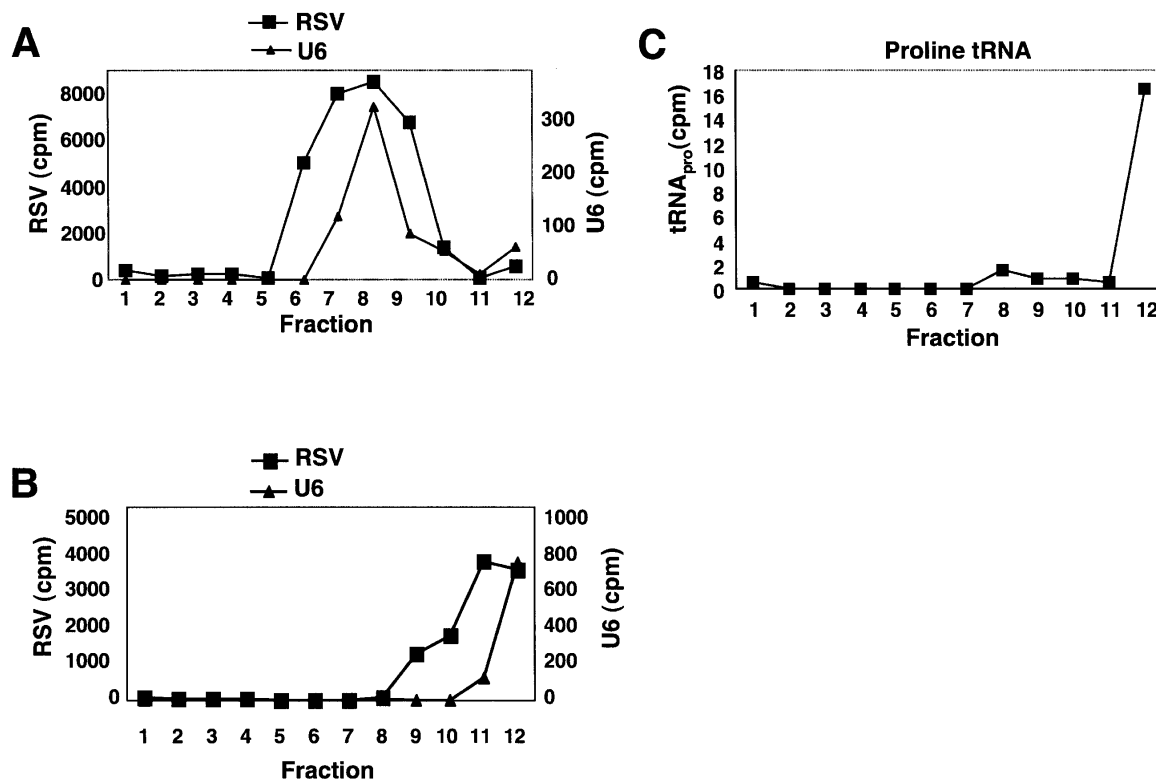 A
RSV
U6
RSV (cpm)
8000
6000
4000
2000
0
300
200
100
0
U6 (cpm)
1 2 3 4 5 6 7 8 9 10 11 12
Fraction
C
Proline tRNA
tRNApro(cpm)
18
16
14
12
10
8
6
4
2
0
1 2 3 4 5 6 7 8 9 10 11 12
Fraction
B
RSV
U6
RSV (cpm)
5000
4000
3000
2000
1000
0
1000
800
600
400
200
0
U6 (cpm)
1 2 3 4 5 6 7 8 9 10 11 12
Fraction